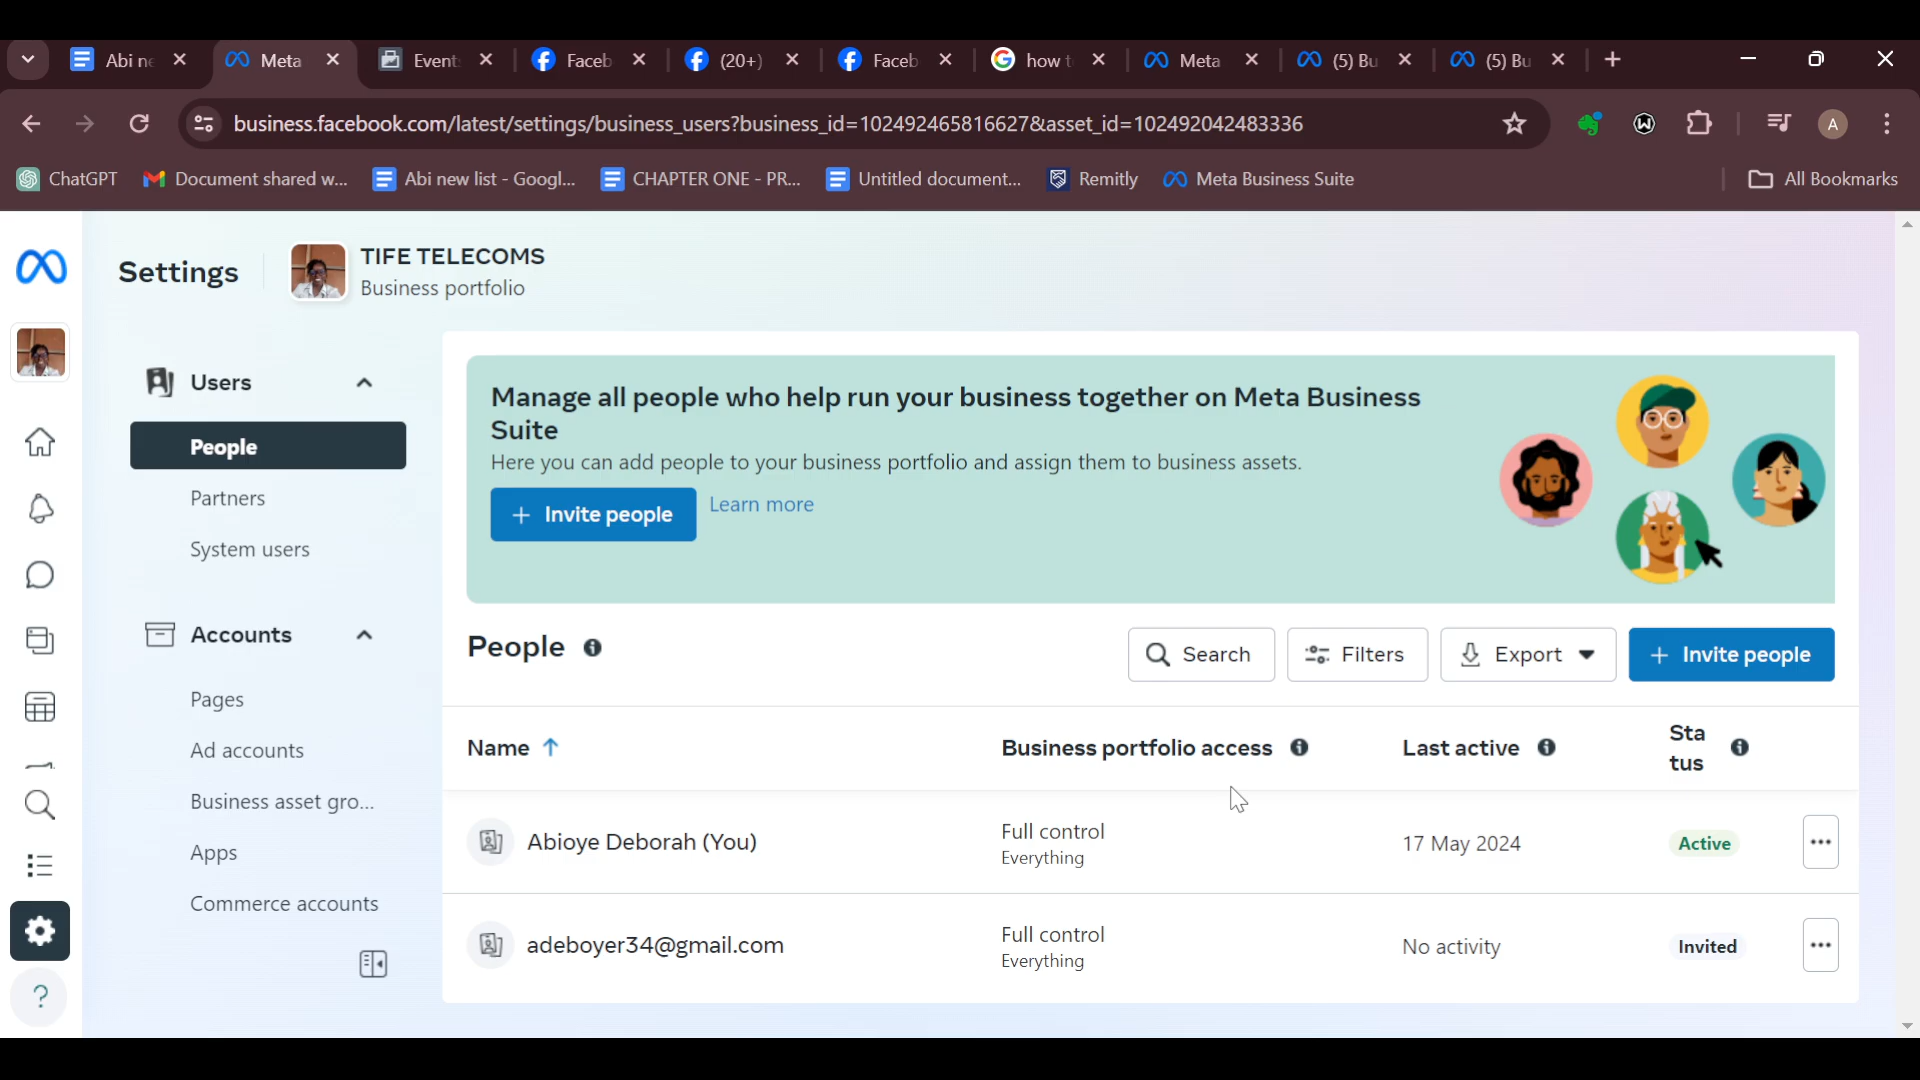 Abi ne
Meta
Event
Faceb
(20+)
Faceb
how t
Meta
(5) Bu
(5) Bu
business.facebook.com/latest/settings/business_users?business_id=102492465816627&asset_id=102492042483336
A
ChatGPT
Document shared w...
Abi new list - Googl...
CHAPTER ONE - PR...
Untitled document...
Remitly
Meta Business Suite
All Bookmarks
Settings
TIFE TELECOMS
Business portfolio
Users
People
Partners
System users
Accounts
Pages
Ad accounts
Business asset gro...
Apps
Commerce accounts
?
Manage all people who help run your business together on Meta Business
Suite
Here you can add people to your business portfolio and assign them to business assets.
+ Invite people
Learn more
People
Search
Filters
Export
+ Invite people
Name ↑
Business portfolio access
Last active
Sta
tus
Abioye Deborah (You)
Full control
Everything
17 May 2024
Active
adeboyer34@gmail.com
Full control
Everything
No activity
Invited